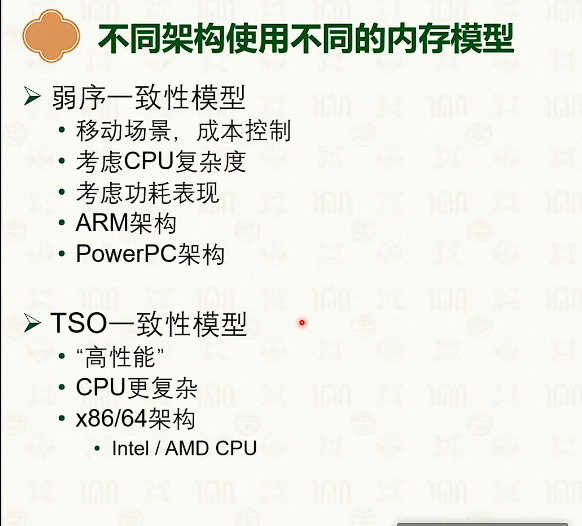 不同架构使用不同的内存模型
弱序一致性模型
移动场景，成本控制
考虑CPU复杂度
考虑功耗表现
ARM架构
PowerPC架构
TSO一致性模型
“高性能”
CPU更复杂
x86/64架构
Intel / AMD CPU